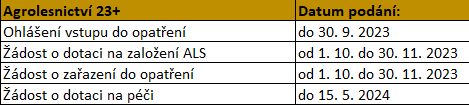 Agrolesnictví 23+ Datum podání:
Ohlášení vstupu do opatření do 30. 9. 2023
Žádost o dotaci na založení ALS od 1. 10. do 30. 11. 2023
Žádost o zařazení do opatření od 1. 10. do 30. 11. 2023
Žádost o dotaci na péči do 15. 5. 2024